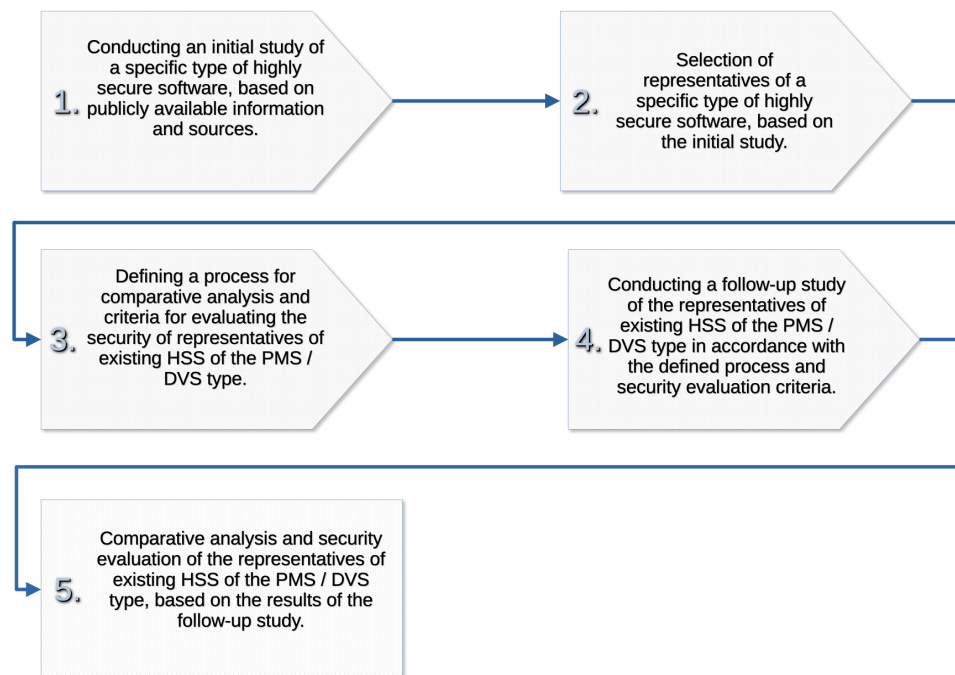 Conducting an initial study of
a specific type of highly
secure software, based on
1. publicly available information
and sources.
Selection of
representatives of a
specific type of highly
2. secure software, based on
the initial study.
Defining a process for
comparative analysis and
criteria for evaluating the
3. security of representatives of
existing HSS of the PMS /
DVS type.
Conducting a follow-up study
of the representatives of
existing HSS of the PMS /
4. DVS type in accordance with
the defined process and
security evaluation criteria.
Comparative analysis and security
evaluation of the representatives of
existing HSS of the PMS / DVS
5. type, based on the results of the
follow-up study.